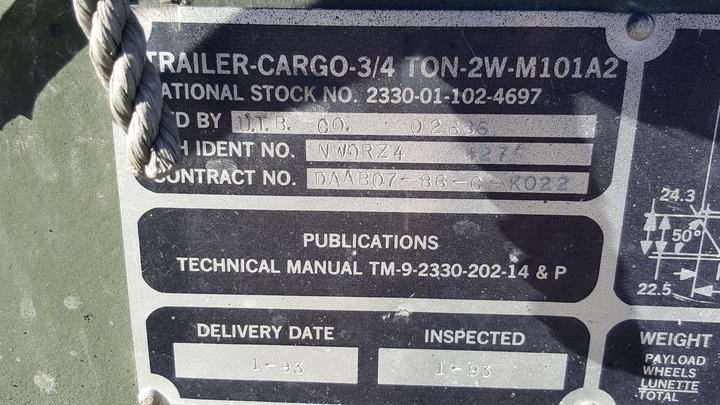 TRAILER-CARGO-3/4 TON-2W-M101A2
NATIONAL STOCK NO. 2330-01-102-4697
ED BY U.T.B. CO.
H IDENT NO. NW0RZ4
CONTRACT NO. DAAB07-86-C-K022
PUBLICATIONS
TECHNICAL MANUAL TM-9-2330-202-14 & P
DELIVERY DATE INSPECTED
1-93 1-93
24.3
50°
22.5
WEIGHT
PAYLOAD
WHEELS
LUNETTE
TOTAL